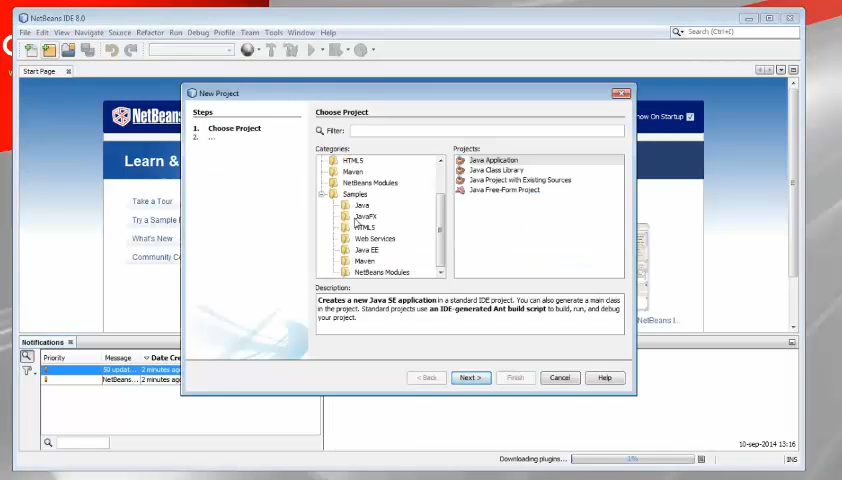 NetBeans IDE 8.0
File Edit View Navigate Source Refactor Run Debug Profile Team Tools Window Help
Search (Ctrl+I)
Start Page
New Project
Steps
1. Choose Project
2. ...
Choose Project
Filter:
Categories:
HTML5
Maven
NetBeans Modules
Samples
Java
JavaFX
HTML5
Web Services
Java EE
Maven
NetBeans Modules
Projects:
Java Application
Java Class Library
Java Project with Existing Sources
Java Free-Form Project
Description:
Creates a new Java SE application in a standard IDE project. You can also generate a main class
in the project. Standard projects use an IDE-generated Ant build script to build, run, and debug
your project.
< Back Next > Finish Cancel Help
NetBeans
Learn &
Take a Tour
Try a Sample
What's New
Community
On Startup
NetBeans I...
Notifications
Priority Message Date Cre
50 updat... 2 minutes ago
NetBeans... 2 minutes ago
10-sep-2014 13:16
Downloading plugins...
INS